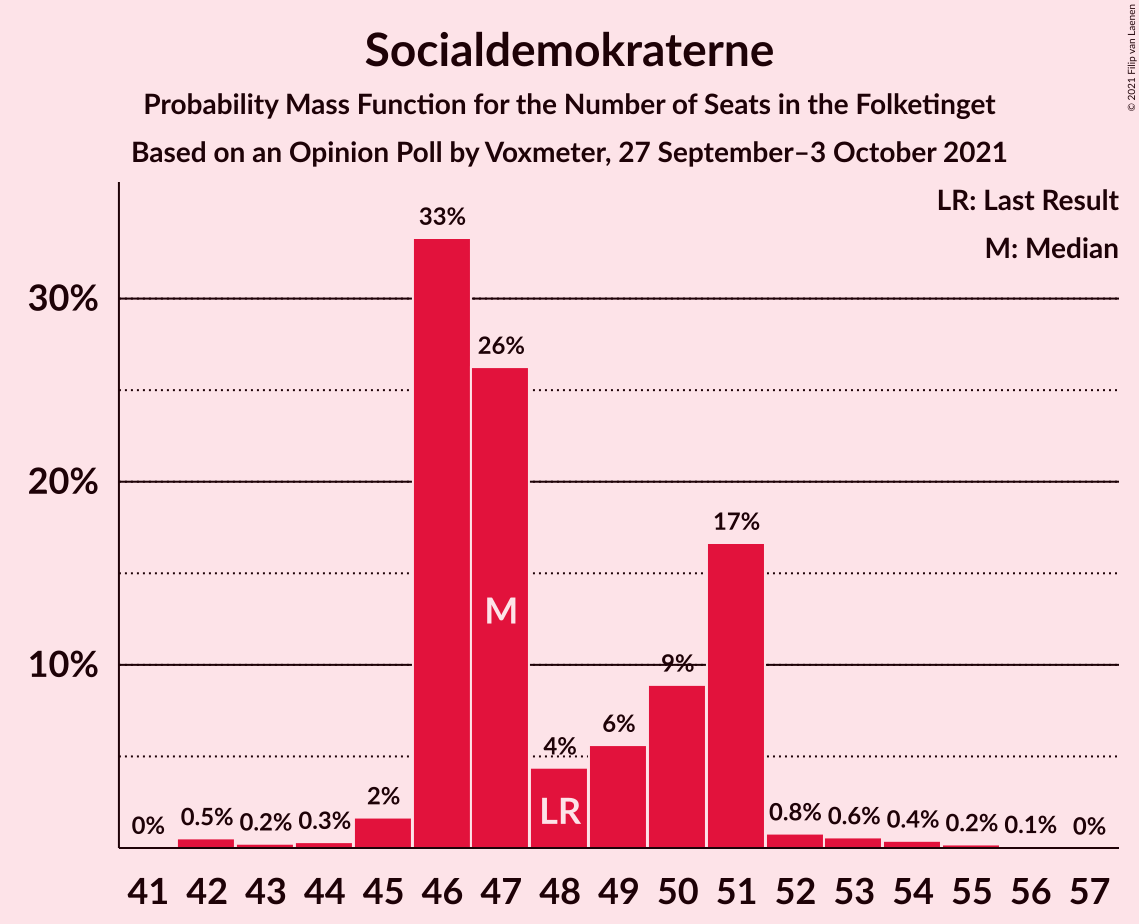 Socialdemokraterne
Probability Mass Function for the Number of Seats in the Folketinget
Based on an Opinion Poll by Voxmeter, 27 September–3 October 2021
© 2021 Filip van Laenen
LR: Last Result
M: Median
30%
20%
10%
0%
0.5%
0.2%
0.3%
2%
33%
26%
4%
6%
9%
17%
0.8%
0.6%
0.4%
0.2%
0.1%
0%
M
LR
41 42 43 44 45 46 47 48 49 50 51 52 53 54 55 56 57